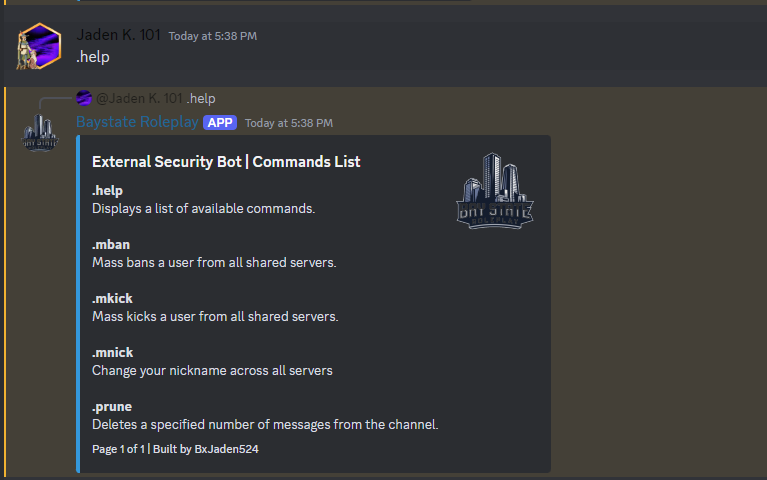 Jaden K. 101 Today at 5:38 PM
.help
@Jaden K. 101 .help
Baystate Roleplay APP Today at 5:38 PM
External Security Bot | Commands List
.help
Displays a list of available commands.
.mban
Mass bans a user from all shared servers.
.mkick
Mass kicks a user from all shared servers.
.mnick
Change your nickname across all servers
.prune
Deletes a specified number of messages from the channel.
Page 1 of 1 | Built by BxJaden524
BAY STATE
ROLEPLAY
BAY STATE